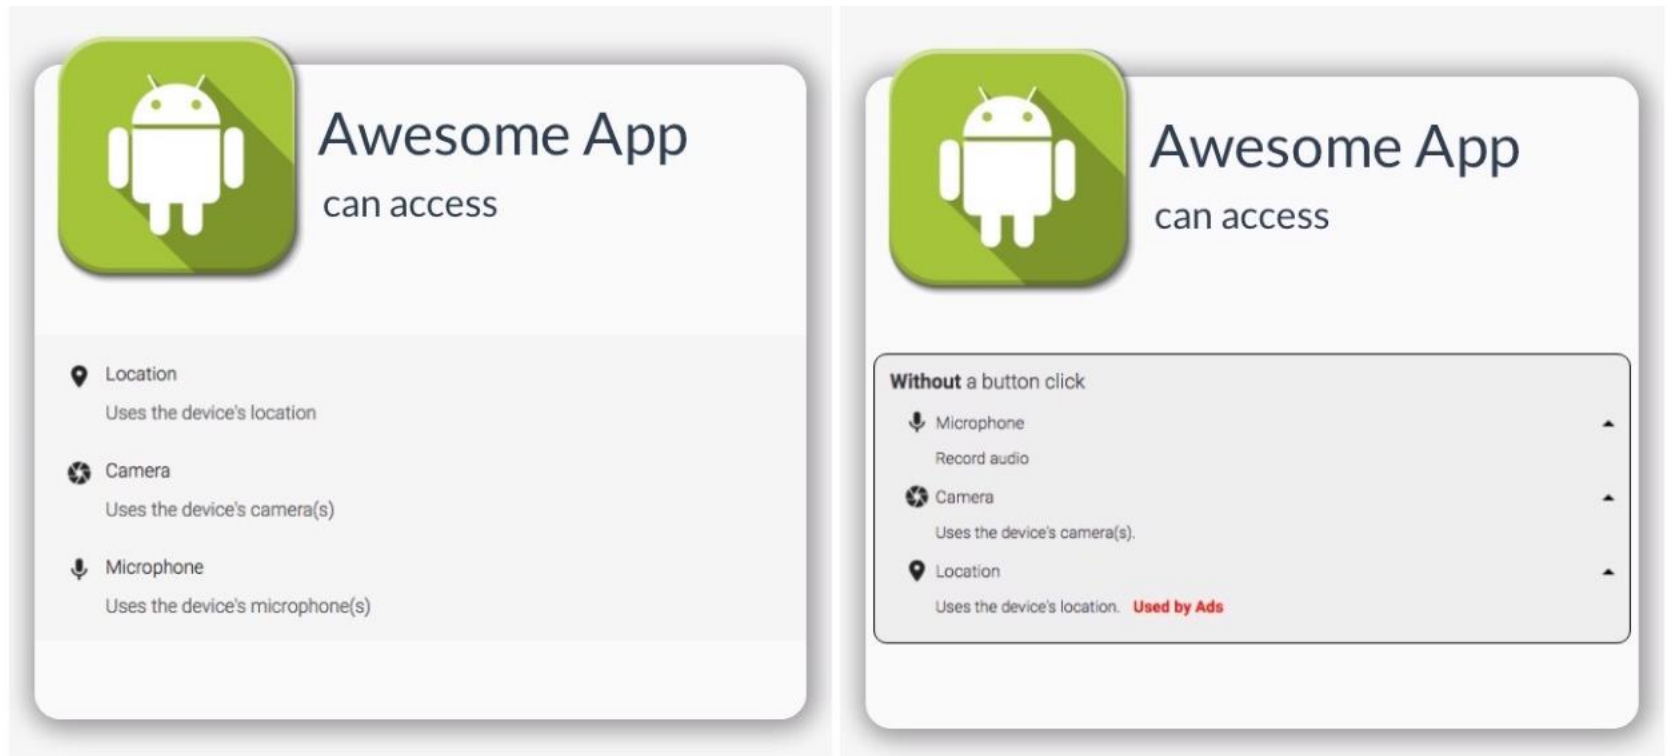 Awesome App
can access
Location
Uses the device's location
Camera
Uses the device's camera(s)
Microphone
Uses the device's microphone(s)
Awesome App
can access
Without a button click
Microphone
Record audio
Camera
Uses the device's camera(s).
Location
Uses the device's location. Used by Ads